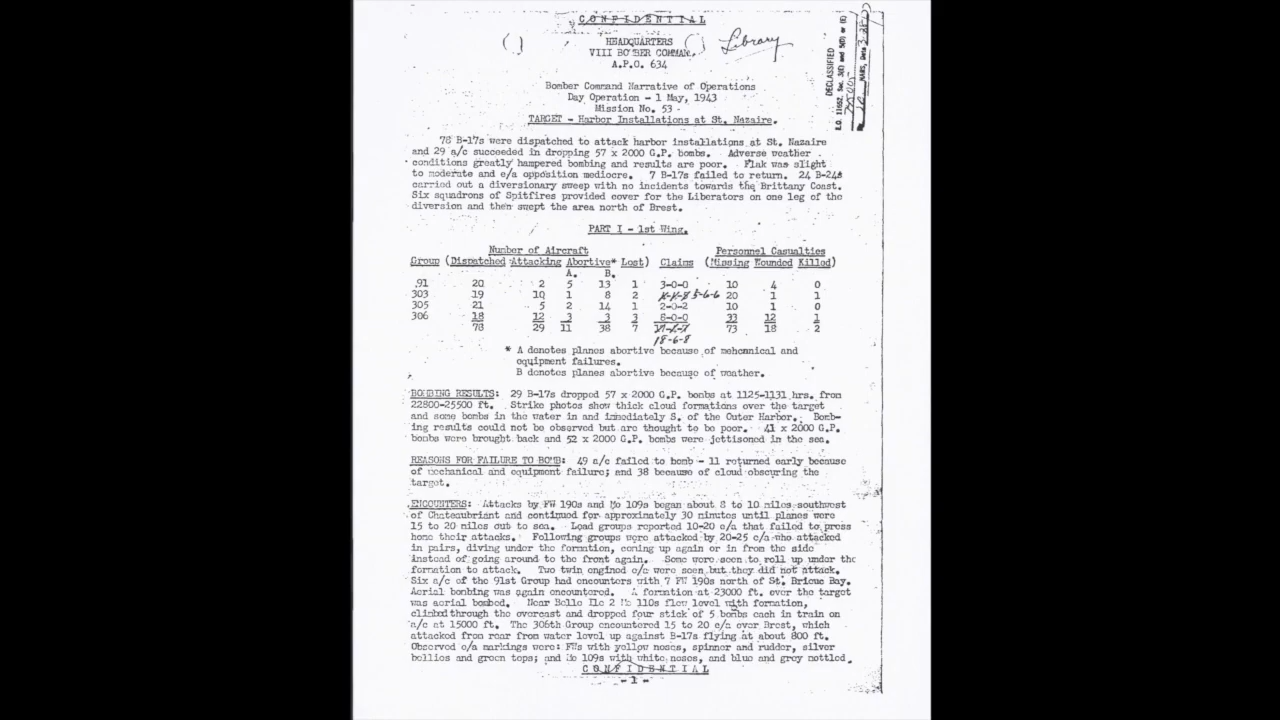 CONFIDENTIAL
HEADQUARTERS
VIII BOMBER COMMAN.
A.P.O. 634
Library
DECLASSIFIED
E.O. 11652, Sec. 3(E) and 5(D) or (E)
NARS, Date
Bomber Command Narrative of Operations
Day Operation - 1 May, 1943
Mission No. 53 -
TARGET - Harbor Installations at St. Nazaire.
78 B-17s were dispatched to attack harbor installations at St. Nazaire
and 29 a/c succeeded in dropping 57 x 2000 G.P. bombs. Adverse weather
conditions greatly hampered bombing and results are poor. Flak was slight
to moderate and e/a opposition mediocre. 7 B-17s failed to return. 24 B-24s
carried out a diversionary sweep with no incidents towards the Brittany Coast.
Six squadrons of Spitfires provided cover for the Liberators on one leg of the
diversion and then swept the area north of Brest.
PART I - 1st Wing.
Number of Aircraft Personnel Casualties
Group (Dispatched Attacking Abortive* Lost) Claims (Missing Wounded Killed)
A. B.
91 20 2 5 13 1 3-0-0 10 4 0
303 19 10 1 8 2 5-6-6 20 1 1
305 21 5 2 14 1 2-0-2 10 1 0
306 18 12 3 3 3 8-0-0 33 12 1
78 29 11 38 7 73 18 2
18-6-8
* A denotes planes abortive because of mehcanical and
equipment failures.
B denotes planes abortive because of weather.
BOMBING RESULTS: 29 B-17s dropped 57 x 2000 G.P. bombs at 1125-1131 hrs. from
22800-25500 ft. Strike photos show thick cloud formations over the target
and some bombs in the water in and immediately S. of the Outer Harbor. Bomb-
ing results could not be observed but are thought to be poor. 41 x 2000 G.P.
bombs were brought back and 52 x 2000 G.P. bombs were jettisoned in the sea.
REASONS FOR FAILURE TO BOMB: 49 a/c failed to bomb - 11 returned early because
of mechanical and equipment failure; and 38 because of cloud obscuring the
target.
ENCOUNTERS: Attacks by FW 190s and Me 109s began about 8 to 10 miles southwest
of Chateaubriant and continued for approximately 30 minutes until planes were
15 to 20 miles out to sea. Lead groups reported 10-20 e/a that failed to press
home their attacks. Following groups were attacked by 20-25 e/a who attacked
in pairs, diving under the formation, coming up again or in from the side
instead of going around to the front again. Some were seen to roll up under the
formation to attack. Two twin engined e/c were seen but they did not attack.
Six a/c of the 91st Group had encounters with 7 FW 190s north of St. Brieuc Bay.
Aerial bombing was again encountered. A formation at 23000 ft. over the target
was aerial bombed. Near Belle Ile 2 Me 110s flew level with formation,
climbed through the overcast and dropped four stick of 5 bombs each in train on
a/c at 15000 ft. The 306th Group encountered 15 to 20 e/a over Brest, which
attacked from rear from water level up against B-17s flying at about 800 ft.
Observed e/a markings were: FWs with yellow noses, spinner and rudder, silver
bellies and green tops; and Me 109s with white noses, and blue and grey mottled.
CONFIDENTIAL
- 1 -